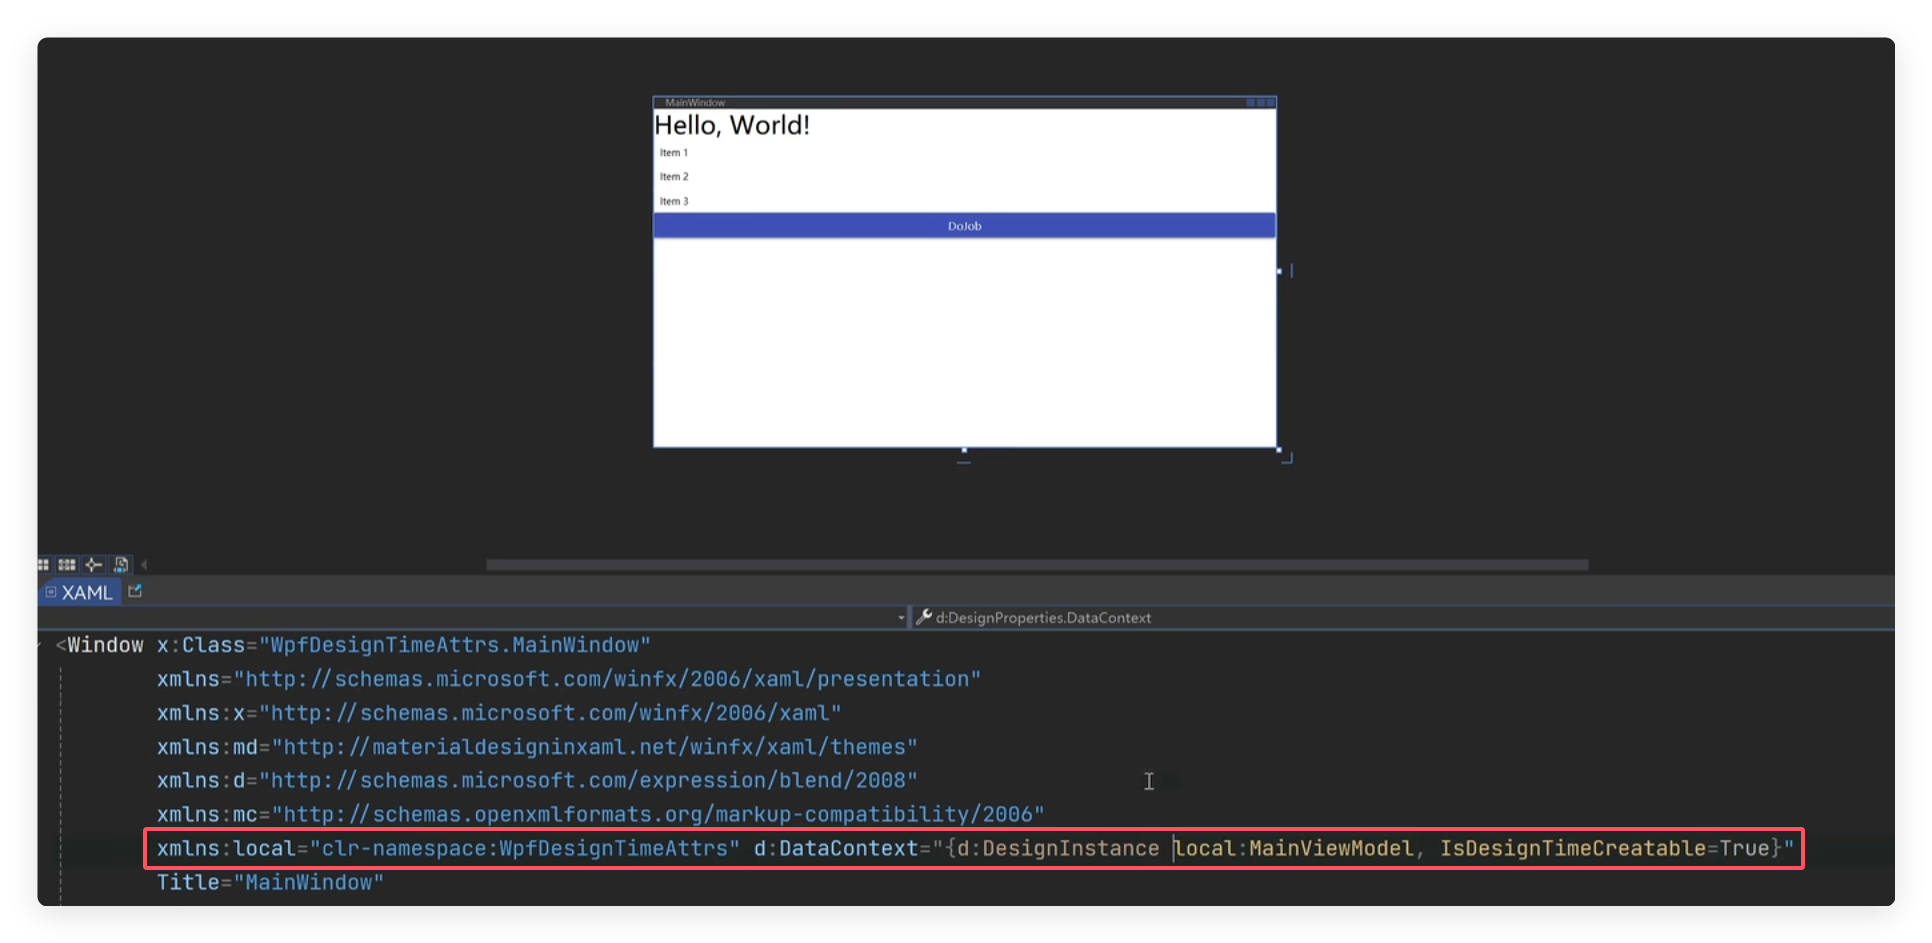 MainWindow
Hello, World!
Item 1
Item 2
Item 3
DoJob
XAML
d:DesignProperties.DataContext
<Window x:Class="WpfDesignTimeAttrs.MainWindow"
xmlns="http://schemas.microsoft.com/winfx/2006/xaml/presentation"
xmlns:x="http://schemas.microsoft.com/winfx/2006/xaml"
xmlns:md="http://materialdesigninxaml.net/winfx/xaml/themes"
xmlns:d="http://schemas.microsoft.com/expression/blend/2008"
xmlns:mc="http://schemas.openxmlformats.org/markup-compatibility/2006"
xmlns:local="clr-namespace:WpfDesignTimeAttrs" d:DataContext="{d:DesignInstance local:MainViewModel, IsDesignTimeCreatable=True}"
Title="MainWindow"